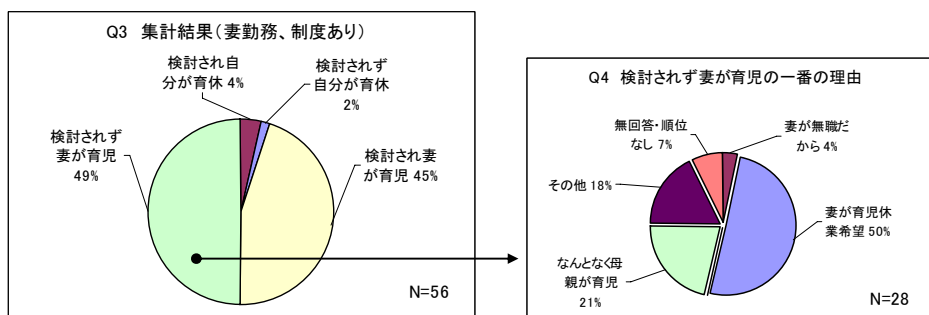 Q3 集計結果(妻勤務、制度あり)
検討され自
分が育休 4%
検討されず
自分が育休
2%
検討されず
妻が育児
49%
検討され妻
が育児 45%
N=56
Q4 検討されず妻が育児の一番の理由
無回答・順位
なし 7%
妻が無職だ
から 4%
その他 18%
妻が育児休
業希望 50%
なんとなく母
親が育児
21%
N=28